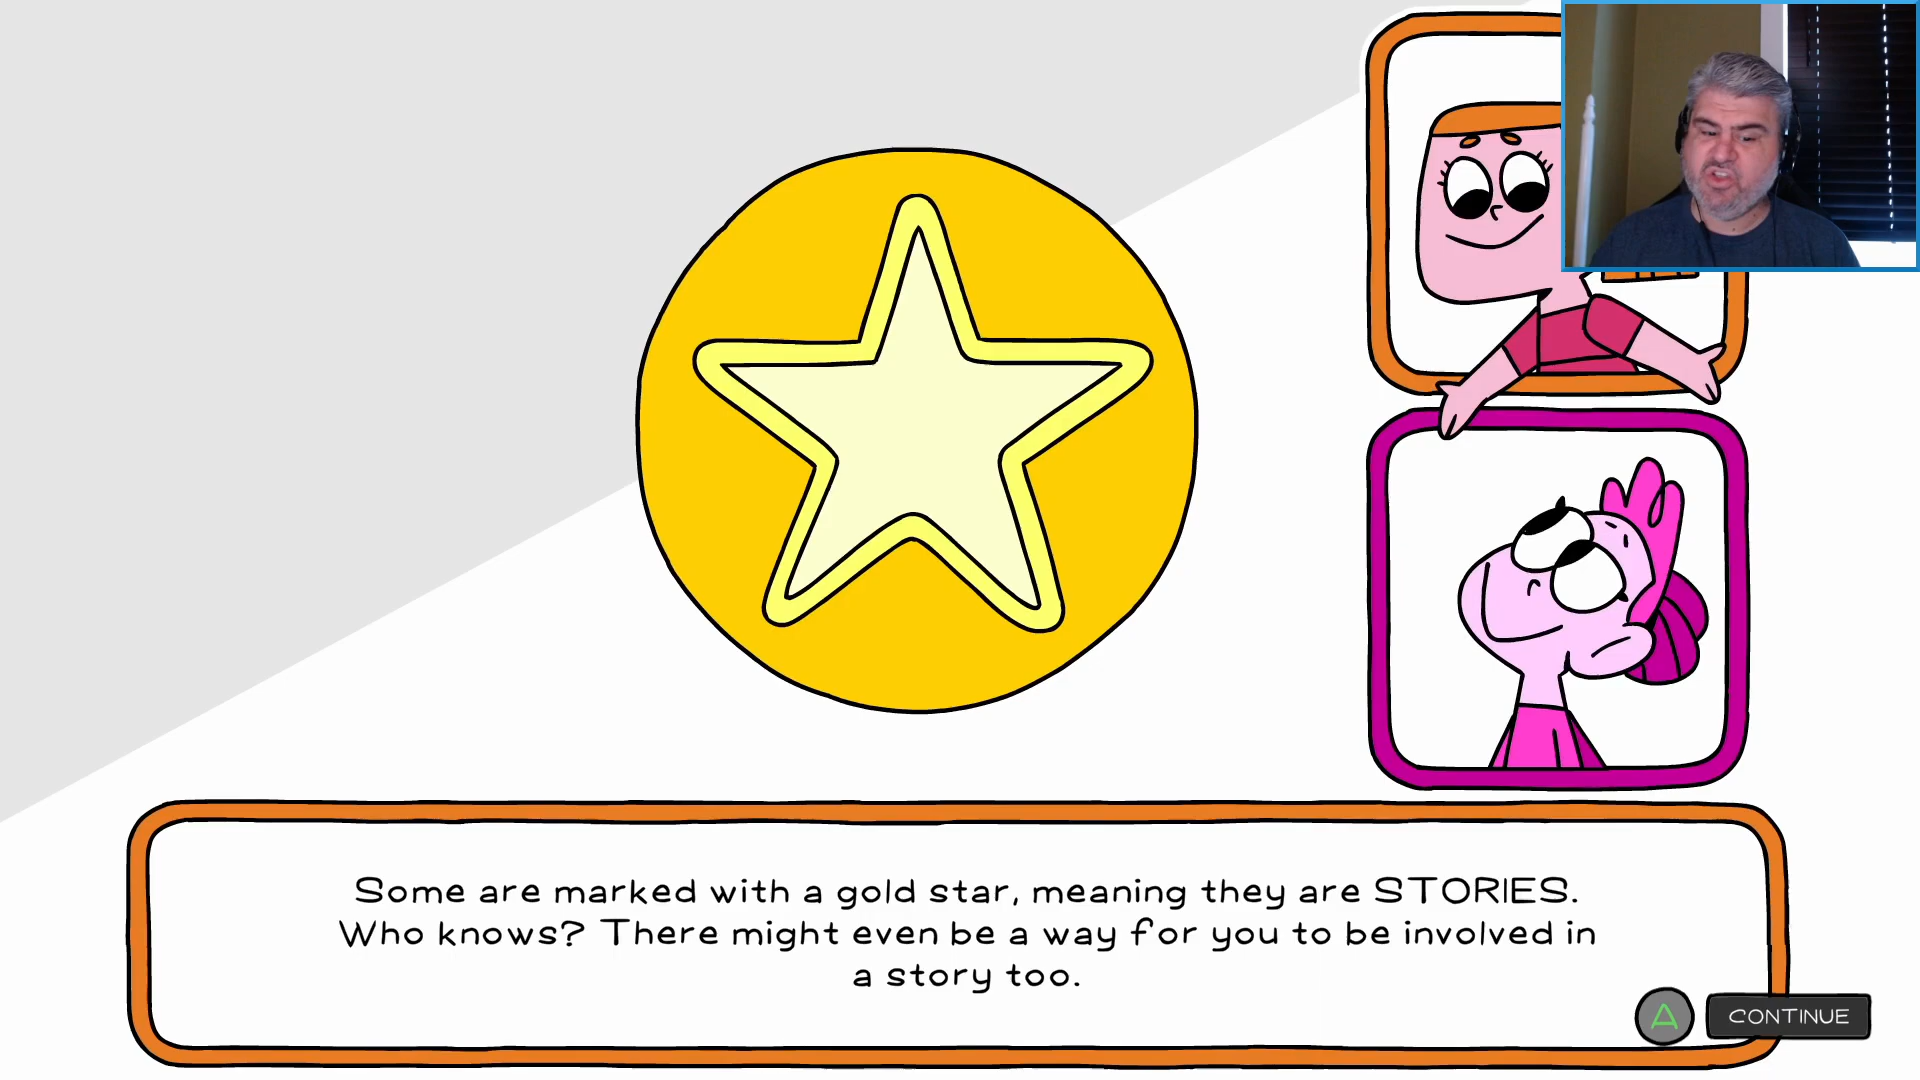 Some are marked with a gold star, meaning they are STORIES.
Who knows? There might even be a way for you to be involved in
a story too.
A CONTINUE